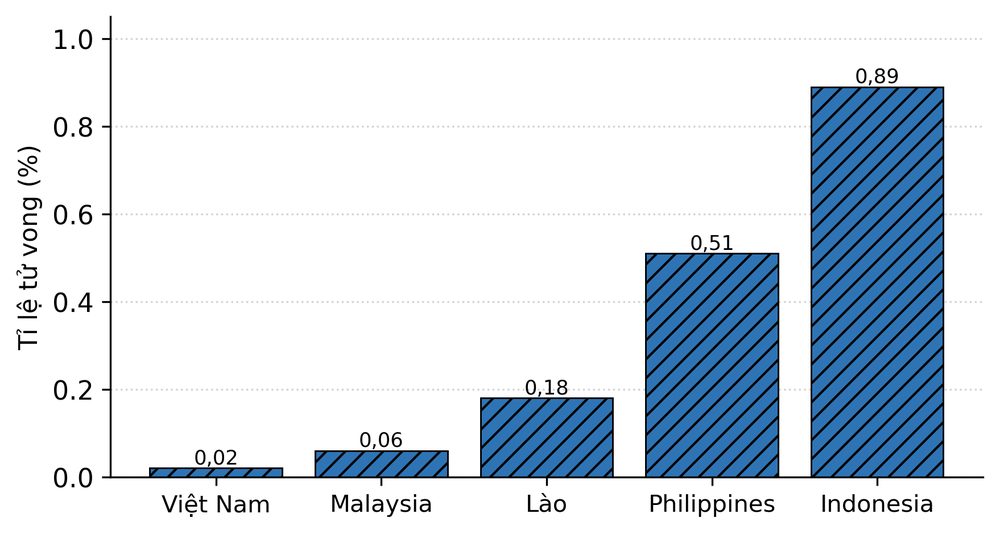 Tỉ lệ tử vong (%)
1.0
0.8
0.6
0.4
0.2
0.0
0,02
0,06
0,18
0,51
0,89
Việt Nam
Malaysia
Lào
Philippines
Indonesia